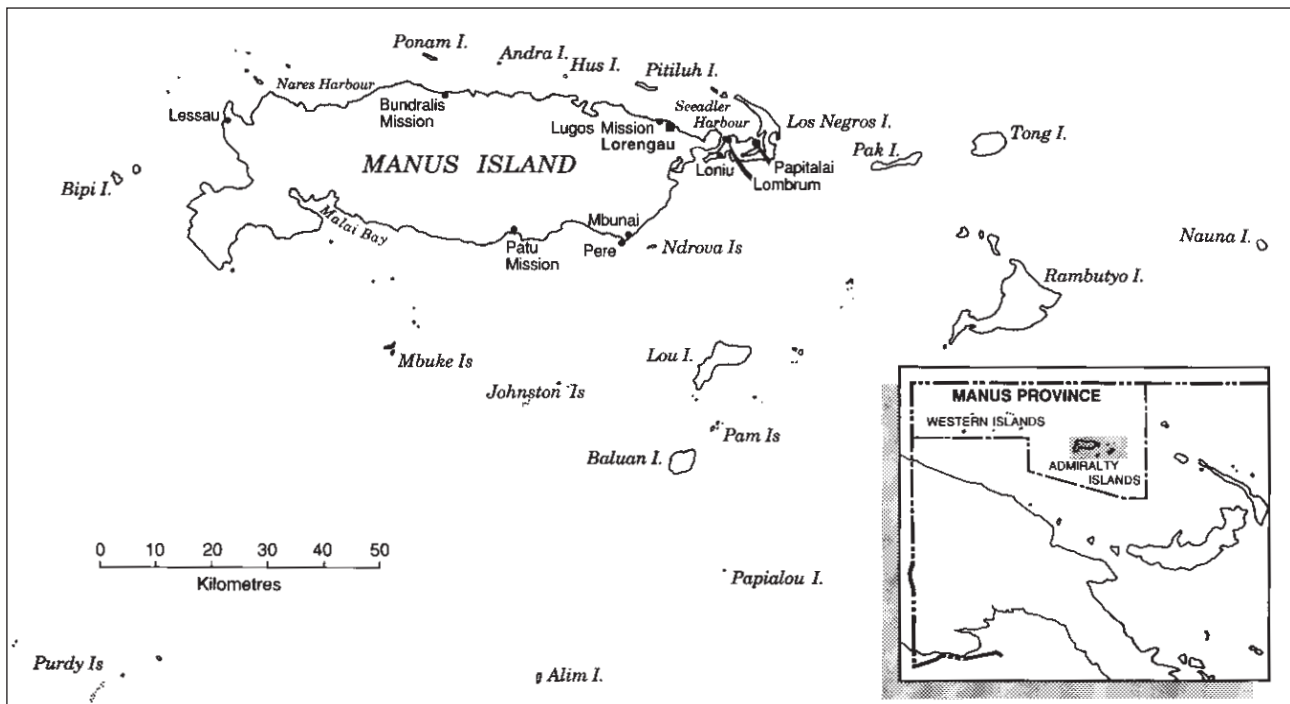 Ponam I.
Andra I.
Hus I.
Pitiluh I.
Nares Harbour
Bundralis
Mission
Lessau
Seeadler
Harbour
Los Negros I.
Lugos Mission
Lorengau
Tong I.
Pak I.
MANUS ISLAND
Loniu
Papitalai
Lombrum
Bipi I.
Malai Bay
Mbunai
Pere
Patu
Mission
Ndrova Is
Nauna I.
Rambutyo I.
Mbuke Is
Lou I.
Johnston Is
Pam Is
Baluan I.
MANUS PROVINCE
WESTERN ISLANDS
ADMIRALTY
ISLANDS
0 10 20 30 40 50
Kilometres
Papialou I.
Purdy Is
Alim I.